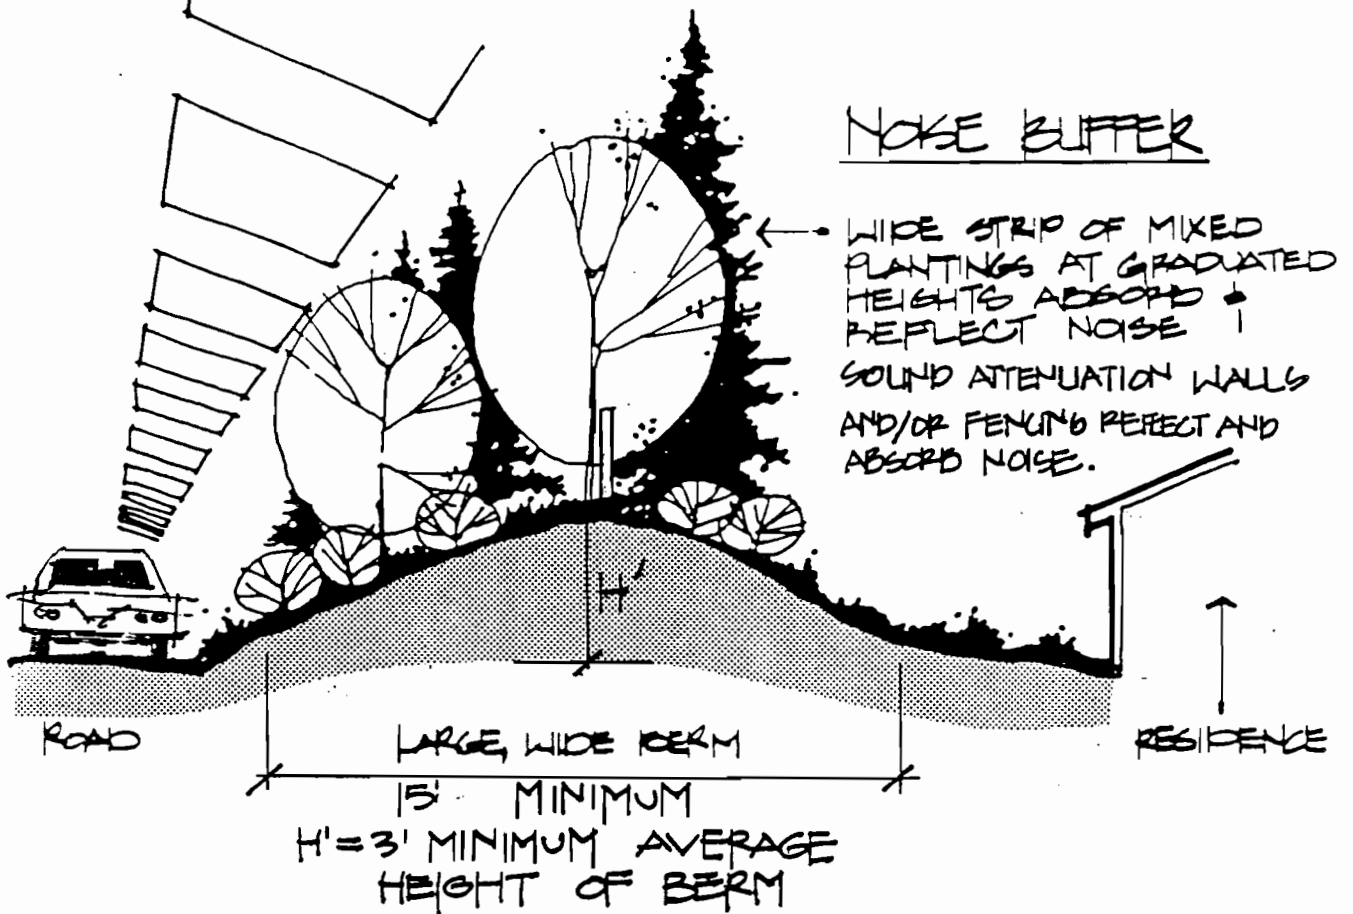 NOISE BUFFER
WIDE STRIP OF MIXED
PLANTINGS AT GRADUATED
HEIGHTS ABSORB &
REFLECT NOISE
SOUND ATTENUATION WALLS
AND/OR FENCING REFLECT AND
ABSORB NOISE.
H'
ROAD
LARGE, WIDE BERM
RESIDENCE
15' MINIMUM
H'=3' MINIMUM AVERAGE
HEIGHT OF BERM